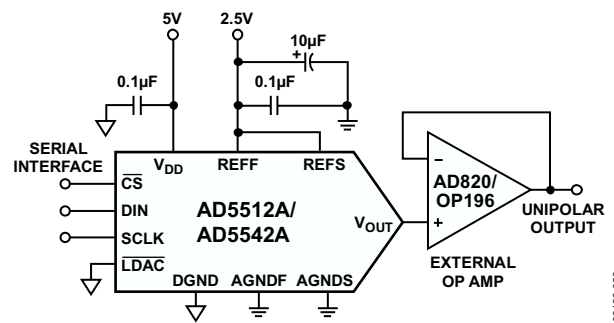 5V
2.5V
10µF
+
0.1µF
0.1µF
SERIAL
INTERFACE
VDD
REFF
REFS
CS
DIN
SCLK
LDAC
AD5512A/
AD5542A
VOUT
DGND
AGNDF
AGNDS
−
+
AD820/
OP196
UNIPOLAR
OUTPUT
EXTERNAL
OP AMP